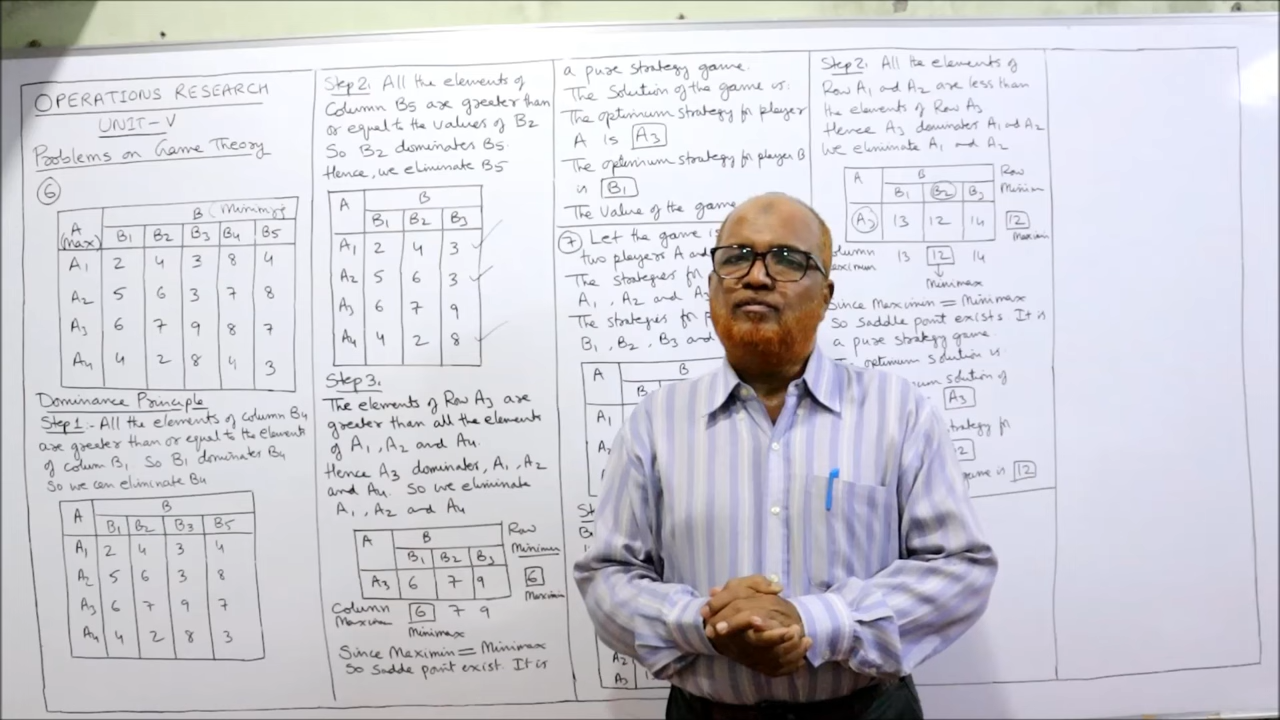 OPERATIONS RESEARCH
UNIT-V
Problems on Game Theory
6
A (max) B (Minimizi
B1 B2 B3 B4 B5
A1 2 4 3 8 4
A2 5 6 3 7 8
A3 6 7 9 8 7
A4 4 2 8 4 3
Dominance Principle
Step 1:- All the elements of column B4
are greater than or equal to the elements
of colum B1. So B1 dominates B4
So we can eliminate B4
A B
B1 B2 B3 B5
A1 2 4 3 4
A2 5 6 3 8
A3 6 7 9 7
A4 4 2 8 3
Step 2: All the elements of
Column B5 are greater than
or equal to the values of B2
So B2 dominates B5.
Hence, we eliminate B5
A B
B1 B2 B3
A1 2 4 3
A2 5 6 3
A3 6 7 9
A4 4 2 8
Step 3.
The elements of Row A3 are
greater than all the elements
of A1, A2 and A4.
Hence A3 dominates, A1, A2
and A4. So we eliminate
A1, A2 and A4
A B Row
B1 B2 B3 Minimum
A3 6 7 9 6
Maximin
Column 6 7 9
Maximum
Minimax
Since Maximin = Minimax
So sadde point exist. It is
a pure strategy game.
The Solution of the game is:
The optimum strategy for player
A is A3
The optimum strategy for player B
is B1
The value of the game
7 Let the game is
two players A and
The strategies for
A1, A2 and A
The strategies for p
B1, B2, B3 and
A B
A1
A2
A3
Step 2: All the elements of
Row A1 and A2 are less than
the elements of Row A3
Hence A3 dominates A1 and A2
We eliminate A1 and A2
A B Row
B1 B2 B3 Minimum
A3 13 12 14 12
Maximin
Column 13 12 14
Maximum
Minimax
Since Maximin = Minimax
So saddle point exists. It is
a pure strategy game.
optimum solution is
solution of
A3
strategy for
game is 12